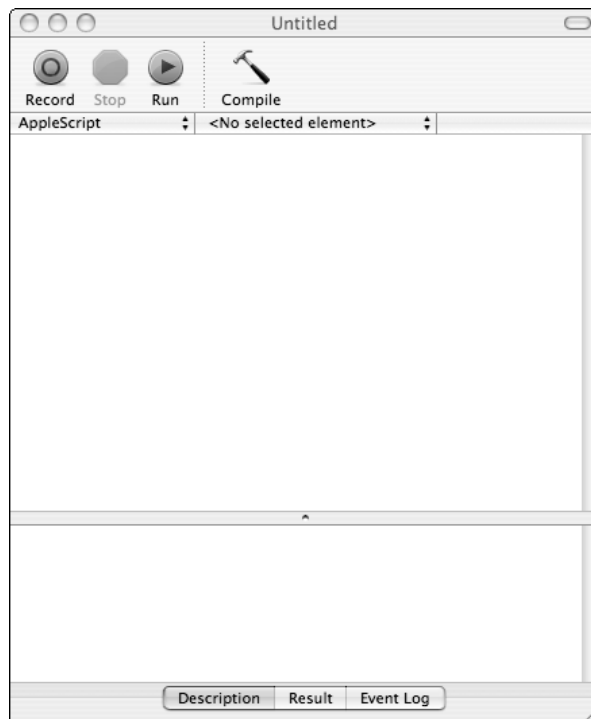 Untitled
Record Stop Run Compile
AppleScript <No selected element>
Description Result Event Log